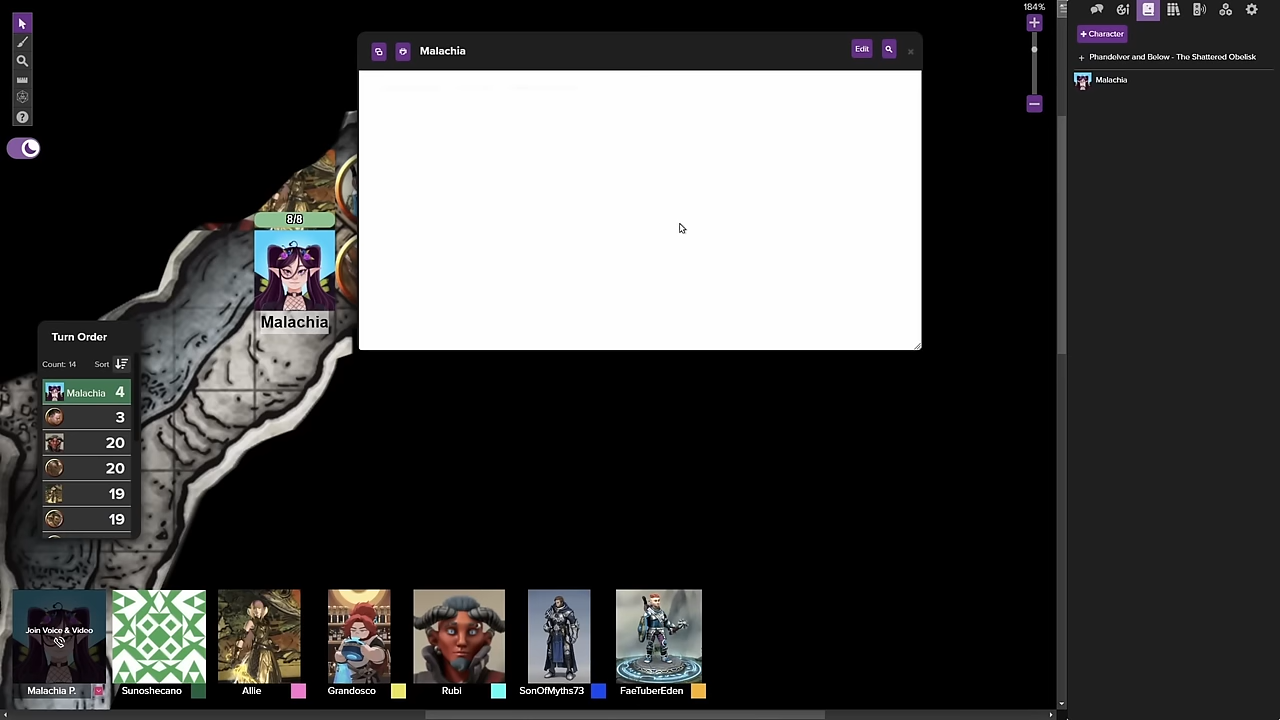 184%
+ Character
+ Phandelver and Below - The Shattered Obelisk
Malachia
Malachia
Edit
8/8
Malachia
Turn Order
Count: 14 Sort
Malachia 4
3
20
20
19
19
Join Voice & Video
Malachia P.
Sunoshecano
Allie
Grandosco
Rubi
SonOfMyths73
FaeTuberEden